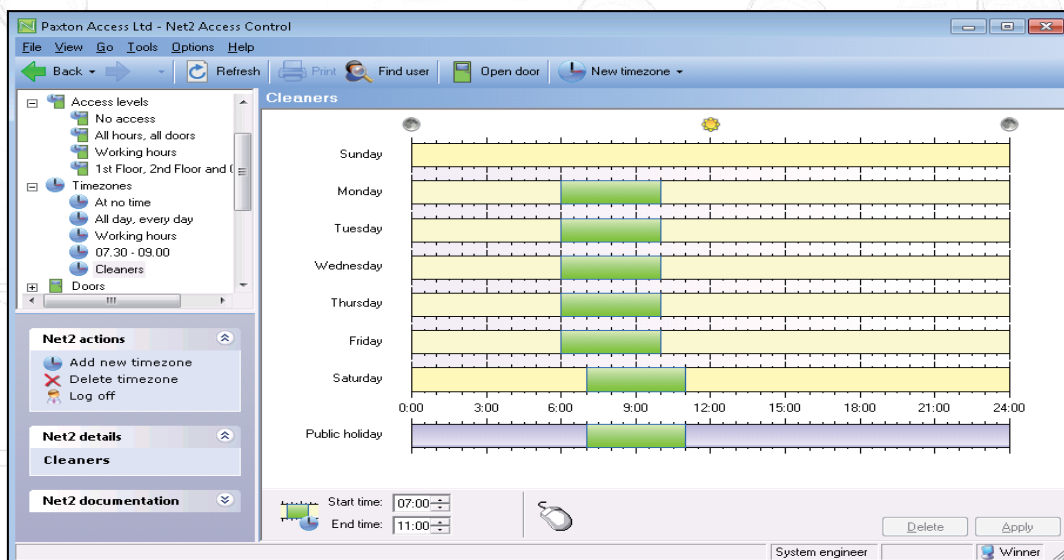 Paxton Access Ltd - Net2 Access Control
File View Go Tools Options Help
Back Refresh Print Find user Open door New timezone
Access levels
No access
All hours, all doors
Working hours
1st Floor, 2nd Floor and
Timezones
At no time
All day, every day
Working hours
07.30 - 09.00
Cleaners
Doors
Net2 actions
Add new timezone
Delete timezone
Log off
Net2 details
Cleaners
Net2 documentation
Cleaners
Sunday
Monday
Tuesday
Wednesday
Thursday
Friday
Saturday
0:00 3:00 6:00 9:00 12:00 15:00 18:00 21:00 24:00
Public holiday
Start time: 07:00
End time: 11:00
Delete Apply
System engineer Winner